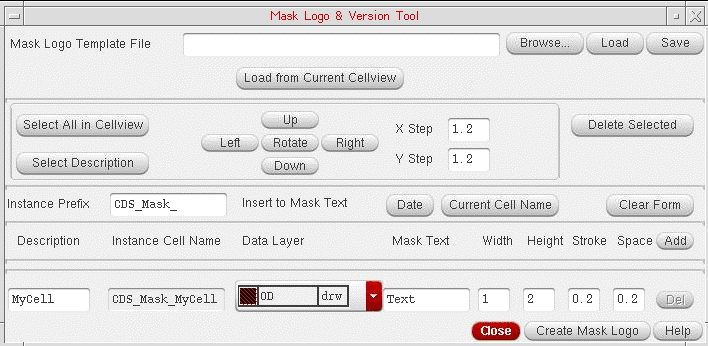 Mask Logo & Version Tool
Mask Logo Template File Browse... Load Save
Load from Current Cellview
Select All in Cellview Up X Step 1.2 Delete Selected
Left Rotate Right
Select Description Down Y Step 1.2
Instance Prefix CDS_Mask_ Insert to Mask Text Date Current Cell Name Clear Form
Description Instance Cell Name Data Layer Mask Text Width Height Stroke Space Add
MyCell CDS_Mask_MyCell OD drw Text 1 2 0.2 0.2 Del
Close Create Mask Logo Help